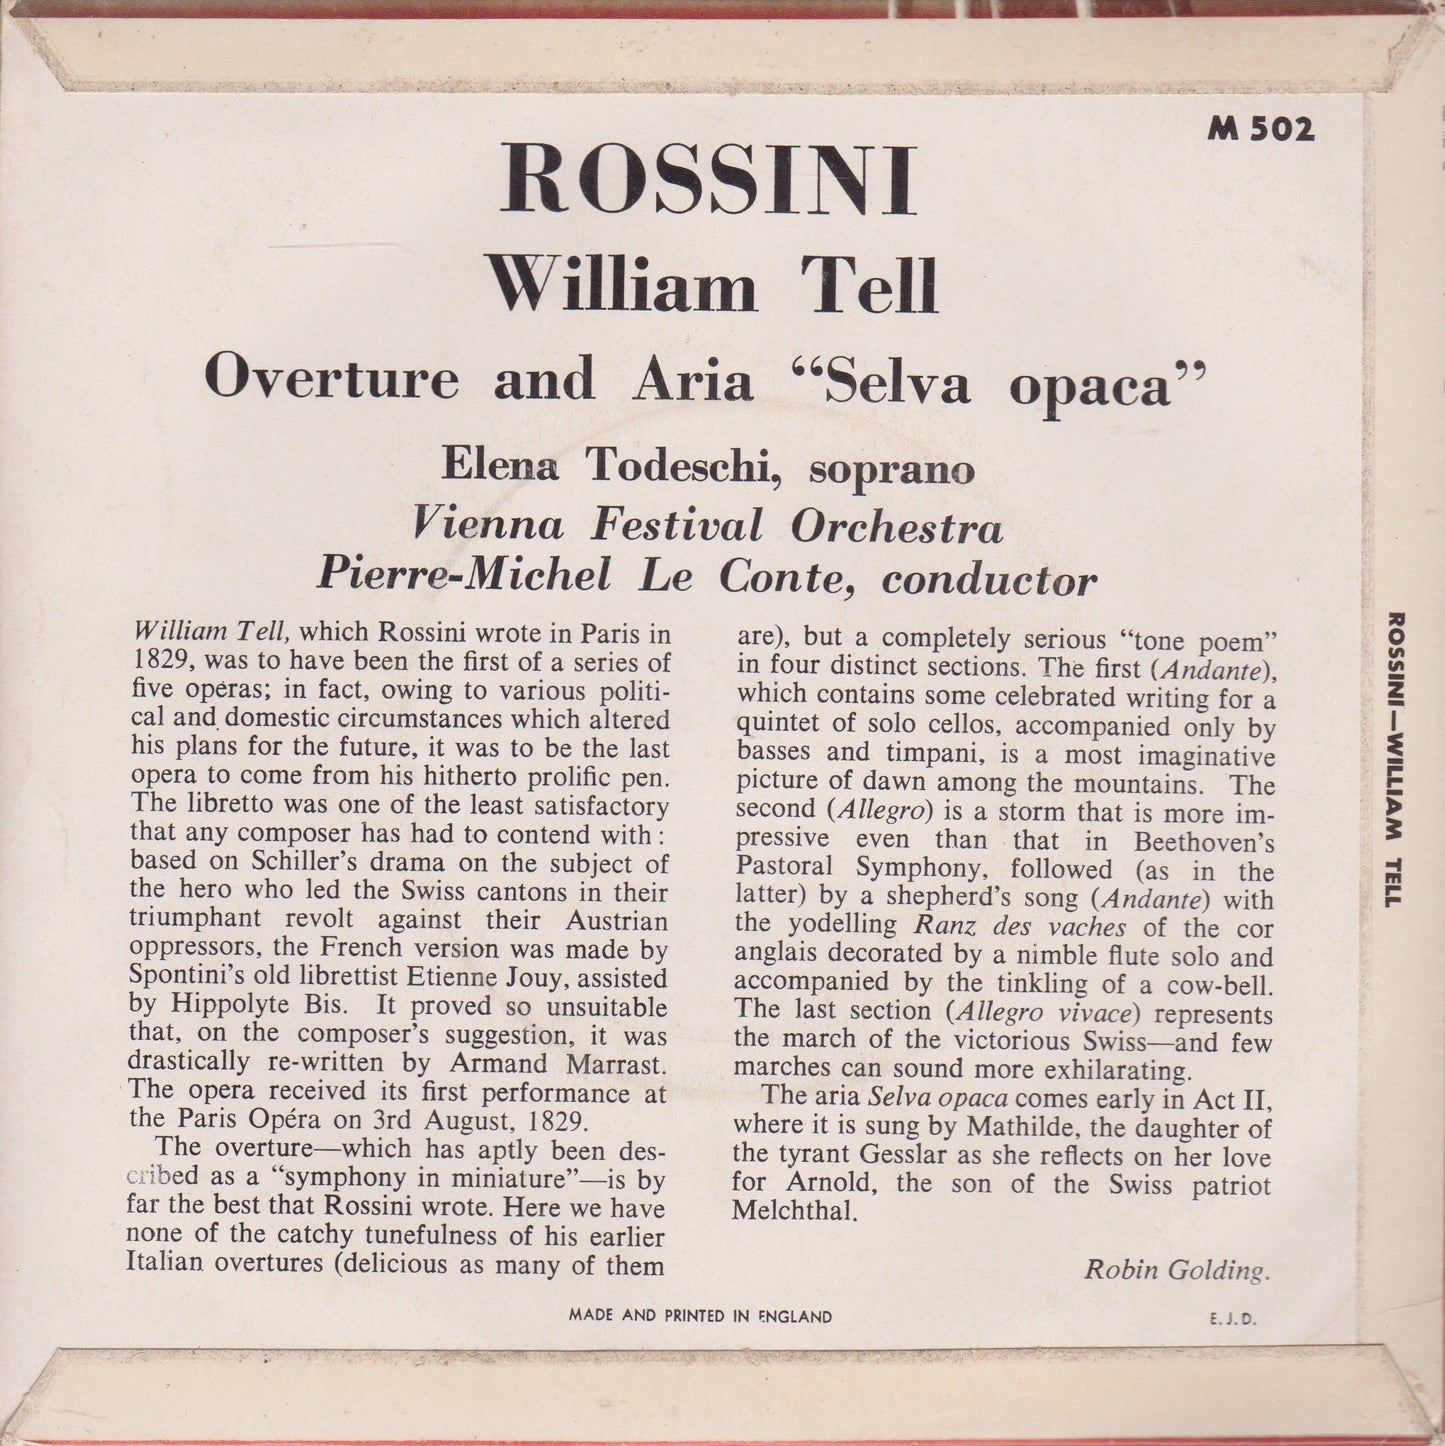 M 502
ROSSINI
William Tell
Overture and Aria “Selva opaca”
Elena Todeschi, soprano
Vienna Festival Orchestra
Pierre-Michel Le Conte, conductor
William Tell, which Rossini wrote in Paris in
1829, was to have been the first of a series of
five operas; in fact, owing to various politi-
cal and domestic circumstances which altered
his plans for the future, it was to be the last
opera to come from his hitherto prolific pen.
The libretto was one of the least satisfactory
that any composer has had to contend with :
based on Schiller’s drama on the subject of
the hero who led the Swiss cantons in their
triumphant revolt against their Austrian
oppressors, the French version was made by
Spontini’s old librettist Etienne Jouy, assisted
by Hippolyte Bis. It proved so unsuitable
that, on the composer’s suggestion, it was
drastically re-written by Armand Marrast.
The opera received its first performance at
the Paris Opéra on 3rd August, 1829.
The overture—which has aptly been des-
cribed as a “symphony in miniature”—is by
far the best that Rossini wrote. Here we have
none of the catchy tunefulness of his earlier
Italian overtures (delicious as many of them
are), but a completely serious “tone poem”
in four distinct sections. The first (Andante),
which contains some celebrated writing for a
quintet of solo cellos, accompanied only by
basses and timpani, is a most imaginative
picture of dawn among the mountains. The
second (Allegro) is a storm that is more im-
pressive even than that in Beethoven’s
Pastoral Symphony, followed (as in the
latter) by a shepherd’s song (Andante) with
the yodelling Ranz des vaches of the cor
anglais decorated by a nimble flute solo and
accompanied by the tinkling of a cow-bell.
The last section (Allegro vivace) represents
the march of the victorious Swiss—and few
marches can sound more exhilarating.
The aria Selva opaca comes early in Act II,
where it is sung by Mathilde, the daughter of
the tyrant Gesslar as she reflects on her love
for Arnold, the son of the Swiss patriot
Melchthal.
Robin Golding.
MADE AND PRINTED IN ENGLAND
E. J. D.
ROSSINI—WILLIAM TELL